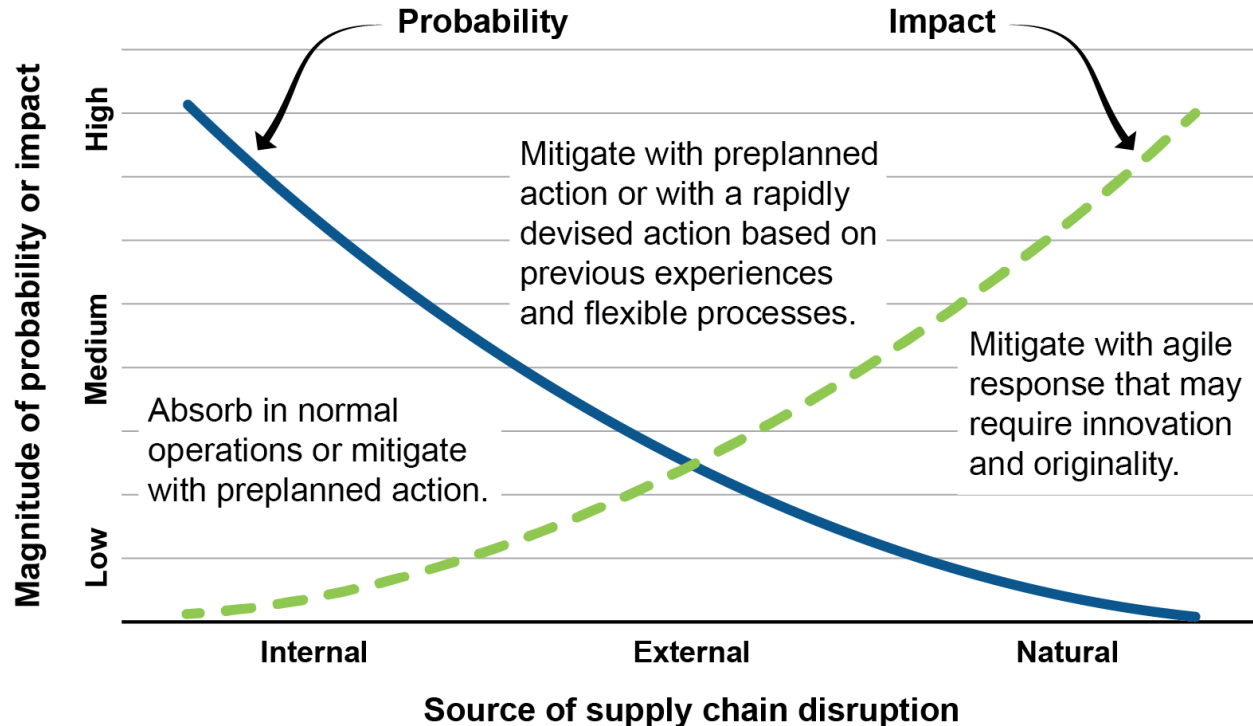 Probability
Impact
Magnitude of probability or impact
High
Medium
Low
Mitigate with preplanned
action or with a rapidly
devised action based on
previous experiences
and flexible processes.
Mitigate with agile
response that may
require innovation
and originality.
Absorb in normal
operations or mitigate
with preplanned action.
Internal
External
Natural
Source of supply chain disruption